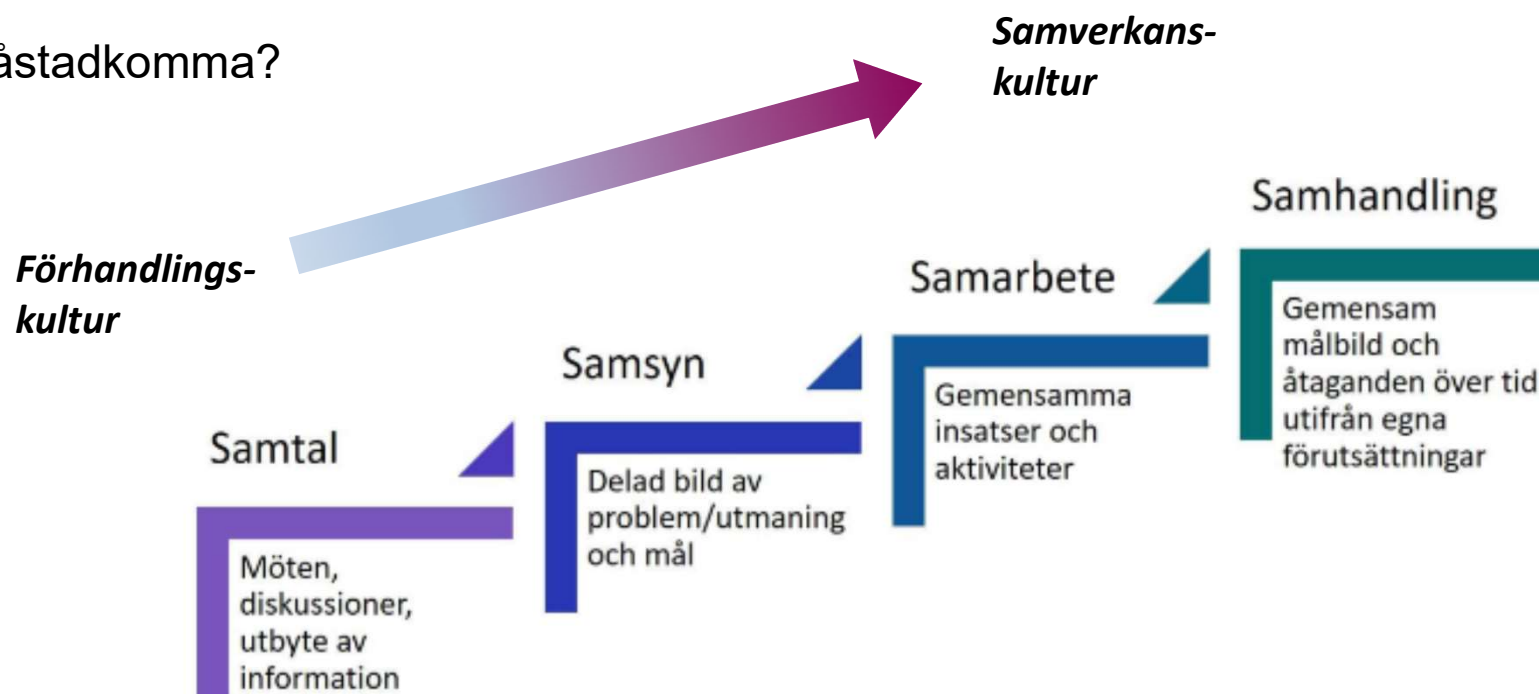 åstadkomma?
Samverkans-
kultur
Förhandlings-
kultur
Samtal
Möten,
diskussioner,
utbyte av
information
Samsyn
Delad bild av
problem/utmaning
och mål
Samarbete
Gemensamma
insatser och
aktiviteter
Samhandling
Gemensam
målbild och
åtaganden över tid
utifrån egna
förutsättningar